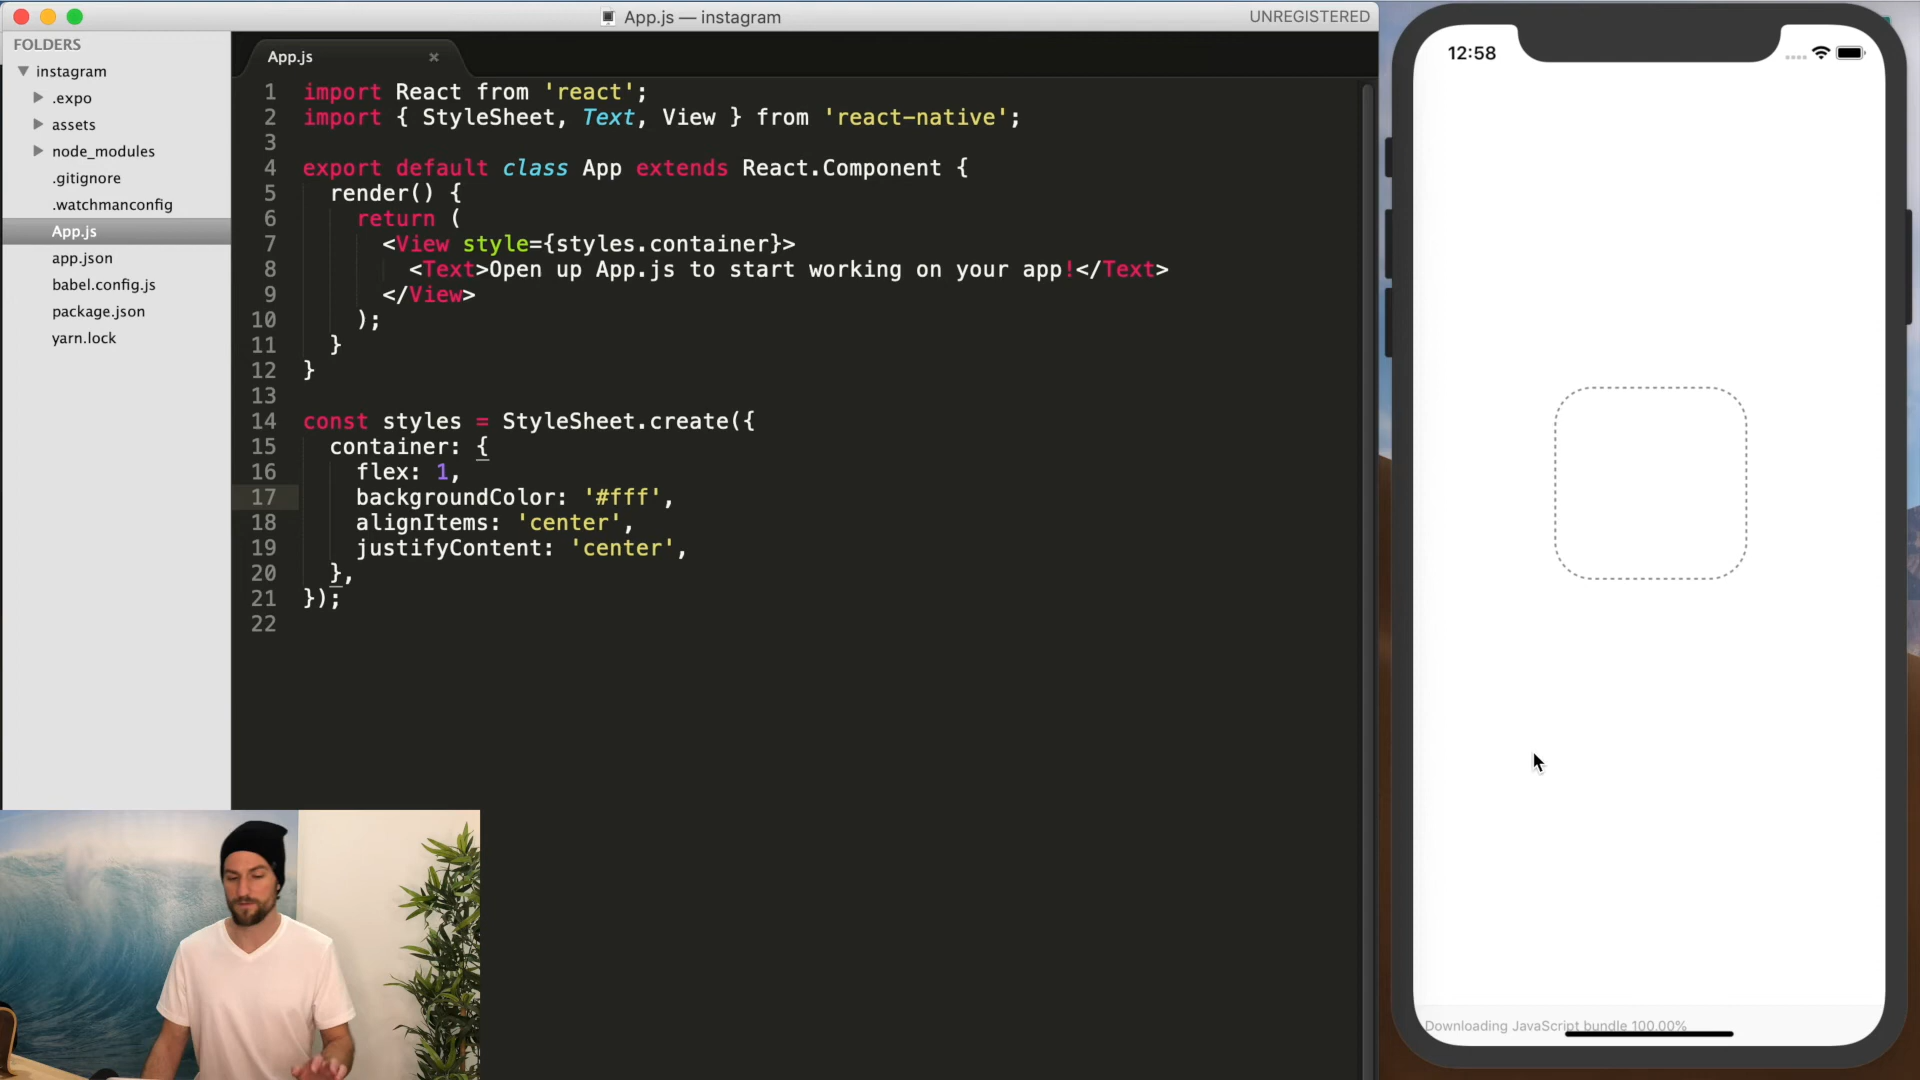 App.js — instagram
UNREGISTERED
FOLDERS
instagram
.expo
assets
node_modules
.gitignore
.watchmanconfig
App.js
app.json
babel.config.js
package.json
yarn.lock
App.js
1 import React from 'react';
2 import { StyleSheet, Text, View } from 'react-native';
3
4 export default class App extends React.Component {
5   render() {
6     return (
7       <View style={styles.container}>
8         <Text>Open up App.js to start working on your app!</Text>
9       </View>
10     );
11   }
12 }
13
14 const styles = StyleSheet.create({
15   container: {
16     flex: 1,
17     backgroundColor: '#fff',
18     alignItems: 'center',
19     justifyContent: 'center',
20   },
21 });
22
12:58
Downloading JavaScript bundle 100.00%